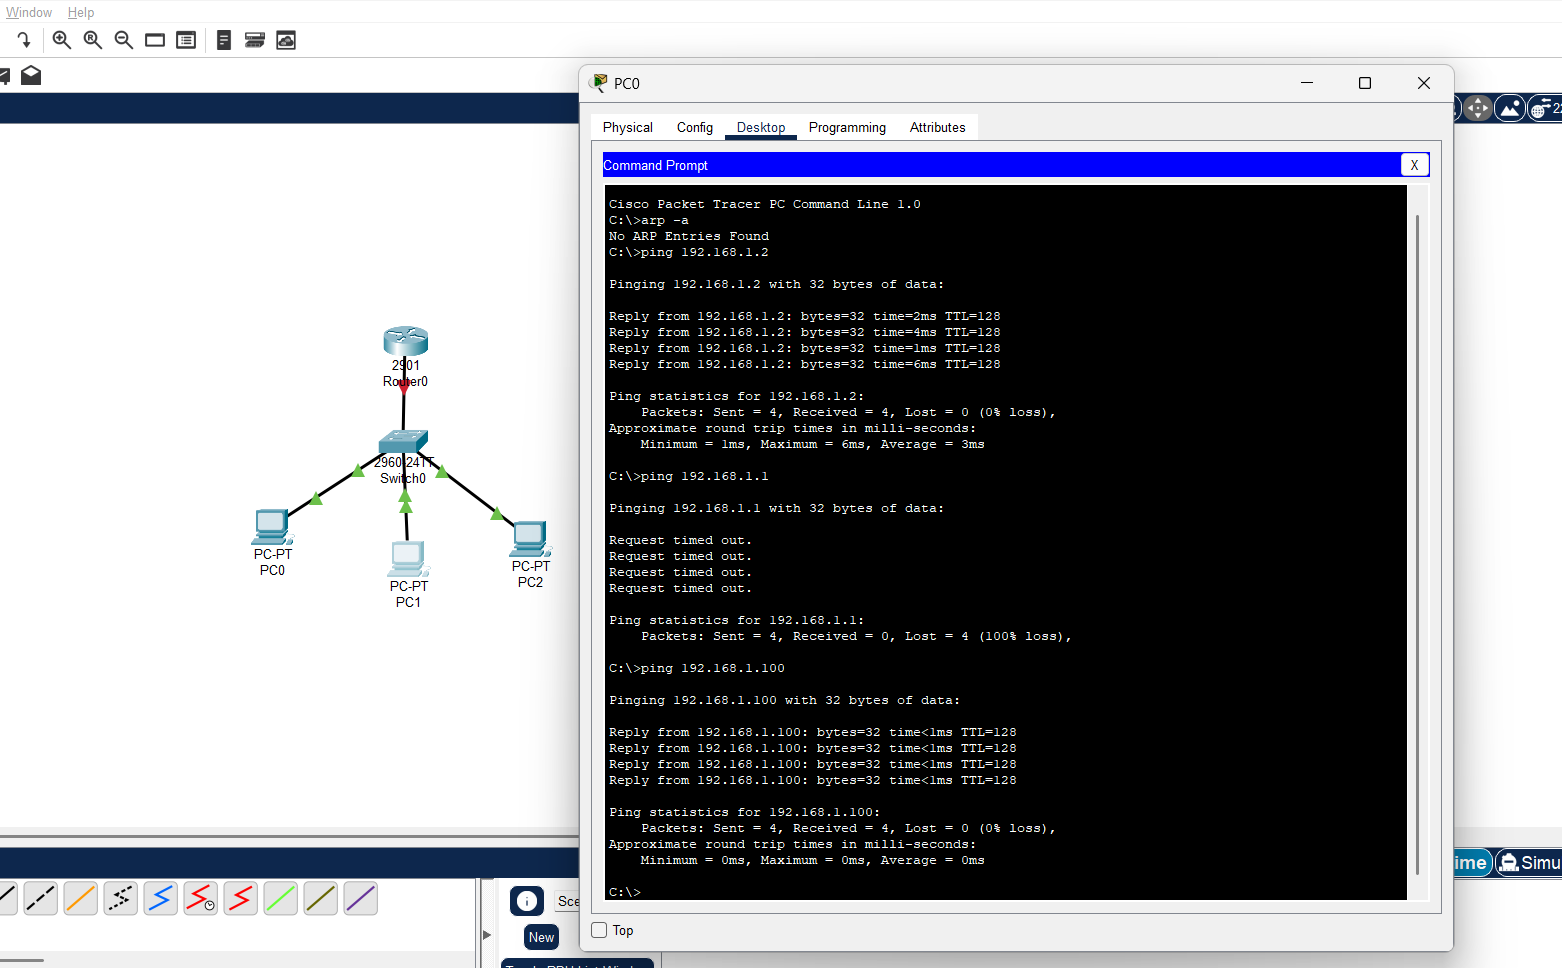 Window Help
PC0
Physical Config Desktop Programming Attributes
Command Prompt
X
Cisco Packet Tracer PC Command Line 1.0
C:\>arp -a
No ARP Entries Found
C:\>ping 192.168.1.2
Pinging 192.168.1.2 with 32 bytes of data:
Reply from 192.168.1.2: bytes=32 time=2ms TTL=128
Reply from 192.168.1.2: bytes=32 time=4ms TTL=128
Reply from 192.168.1.2: bytes=32 time=1ms TTL=128
Reply from 192.168.1.2: bytes=32 time=6ms TTL=128
Ping statistics for 192.168.1.2:
Packets: Sent = 4, Received = 4, Lost = 0 (0% loss),
Approximate round trip times in milli-seconds:
Minimum = 1ms, Maximum = 6ms, Average = 3ms
C:\>ping 192.168.1.1
Pinging 192.168.1.1 with 32 bytes of data:
Request timed out.
Request timed out.
Request timed out.
Request timed out.
Ping statistics for 192.168.1.1:
Packets: Sent = 4, Received = 0, Lost = 4 (100% loss),
C:\>ping 192.168.1.100
Pinging 192.168.1.100 with 32 bytes of data:
Reply from 192.168.1.100: bytes=32 time<1ms TTL=128
Reply from 192.168.1.100: bytes=32 time<1ms TTL=128
Reply from 192.168.1.100: bytes=32 time<1ms TTL=128
Reply from 192.168.1.100: bytes=32 time<1ms TTL=128
Ping statistics for 192.168.1.100:
Packets: Sent = 4, Received = 4, Lost = 0 (0% loss),
Approximate round trip times in milli-seconds:
Minimum = 0ms, Maximum = 0ms, Average = 0ms
C:\>
Top
2901
Router0
2960-24TT
Switch0
PC-PT
PC0
PC-PT
PC1
PC-PT
PC2
Sce
New
ime
Simu